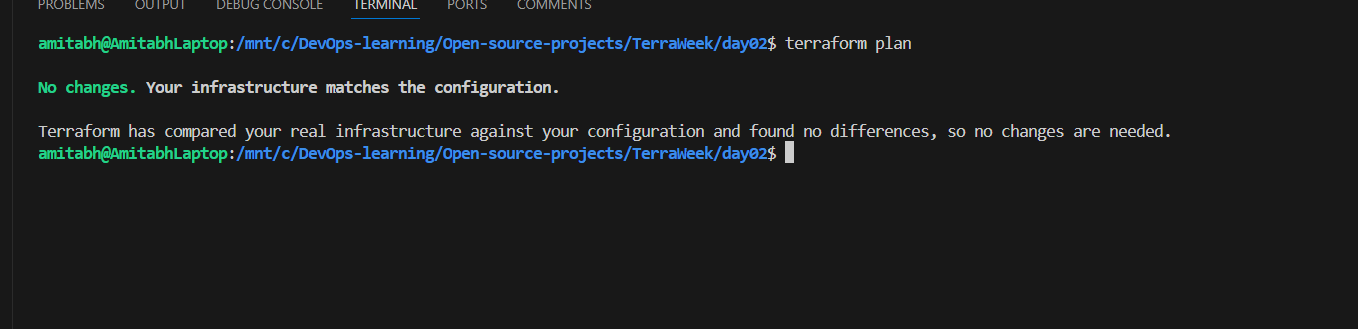 PROBLEMS OUTPUT DEBUG CONSOLE TERMINAL PORTS COMMENTS
amitabh@AmitabhLaptop:/mnt/c/DevOps-learning/Open-source-projects/TerraWeek/day02$ terraform plan
No changes. Your infrastructure matches the configuration.
Terraform has compared your real infrastructure against your configuration and found no differences, so no changes are needed.
amitabh@AmitabhLaptop:/mnt/c/DevOps-learning/Open-source-projects/TerraWeek/day02$